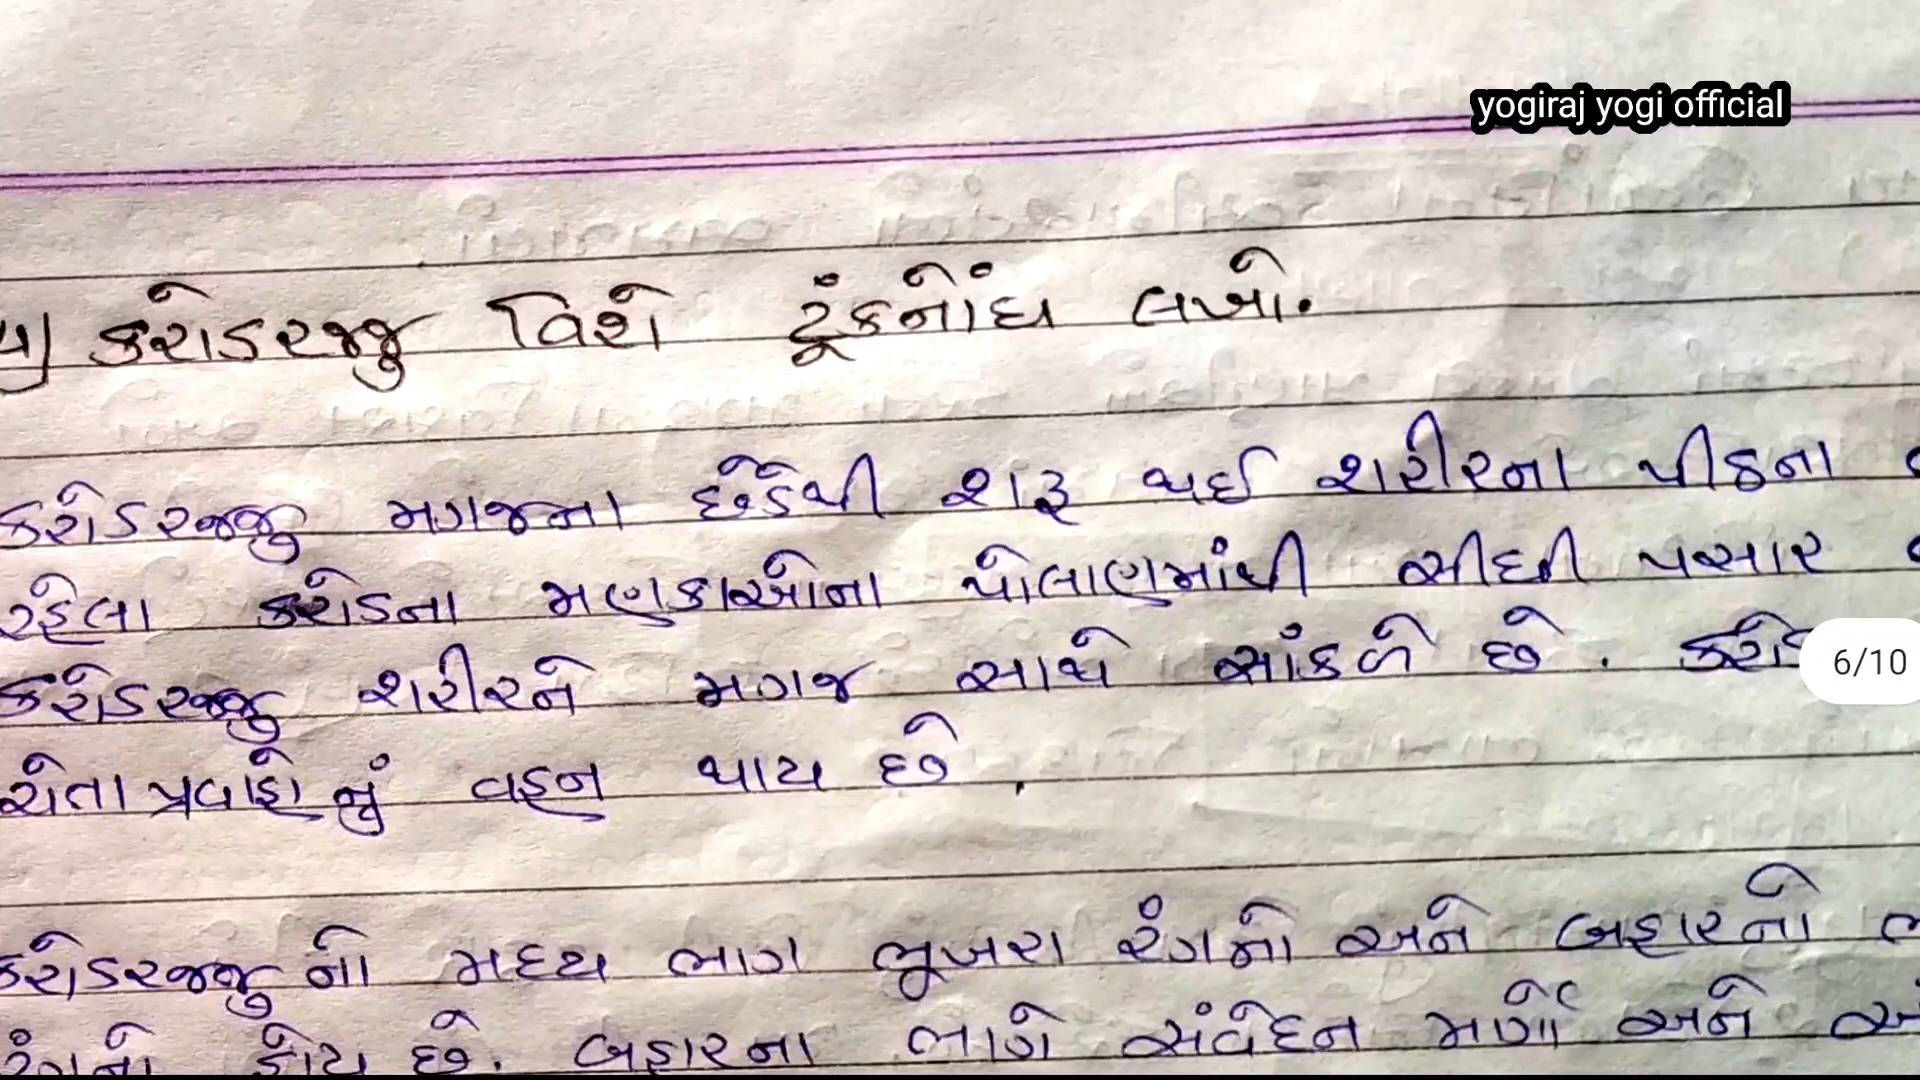 yogiraj yogi official
૫) કરોડરજ્જુ વિશે ટૂંકનોંધ લખો.
કરોડરજ્જુ મગજના છેડેથી શરૂ થઈ શરીરના પીઠના
રહેલા કરોડના મણકાઓના પોલાણમાંથી સીધી પસાર
કરોડરજ્જુ શરીરને મગજ સાથે સાંકળે છે.
6/10
ચેતા પ્રવાહોનું વહન થાય છે.
કરોડરજ્જુનો મધ્ય ભાગ ભૂખરા રંગનો અને બહારનો
રંગનો હોય છે. બહારના ભાગે સંવેદન માર્ગો અને